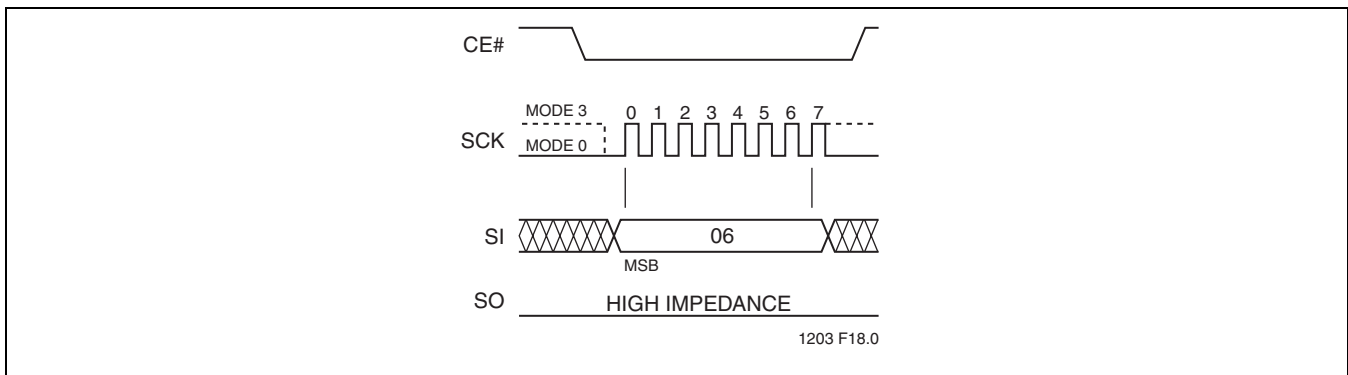 CE#
MODE 3
0 1 2 3 4 5 6 7
SCK
MODE 0
SI
06
MSB
SO
HIGH IMPEDANCE
1203 F18.0